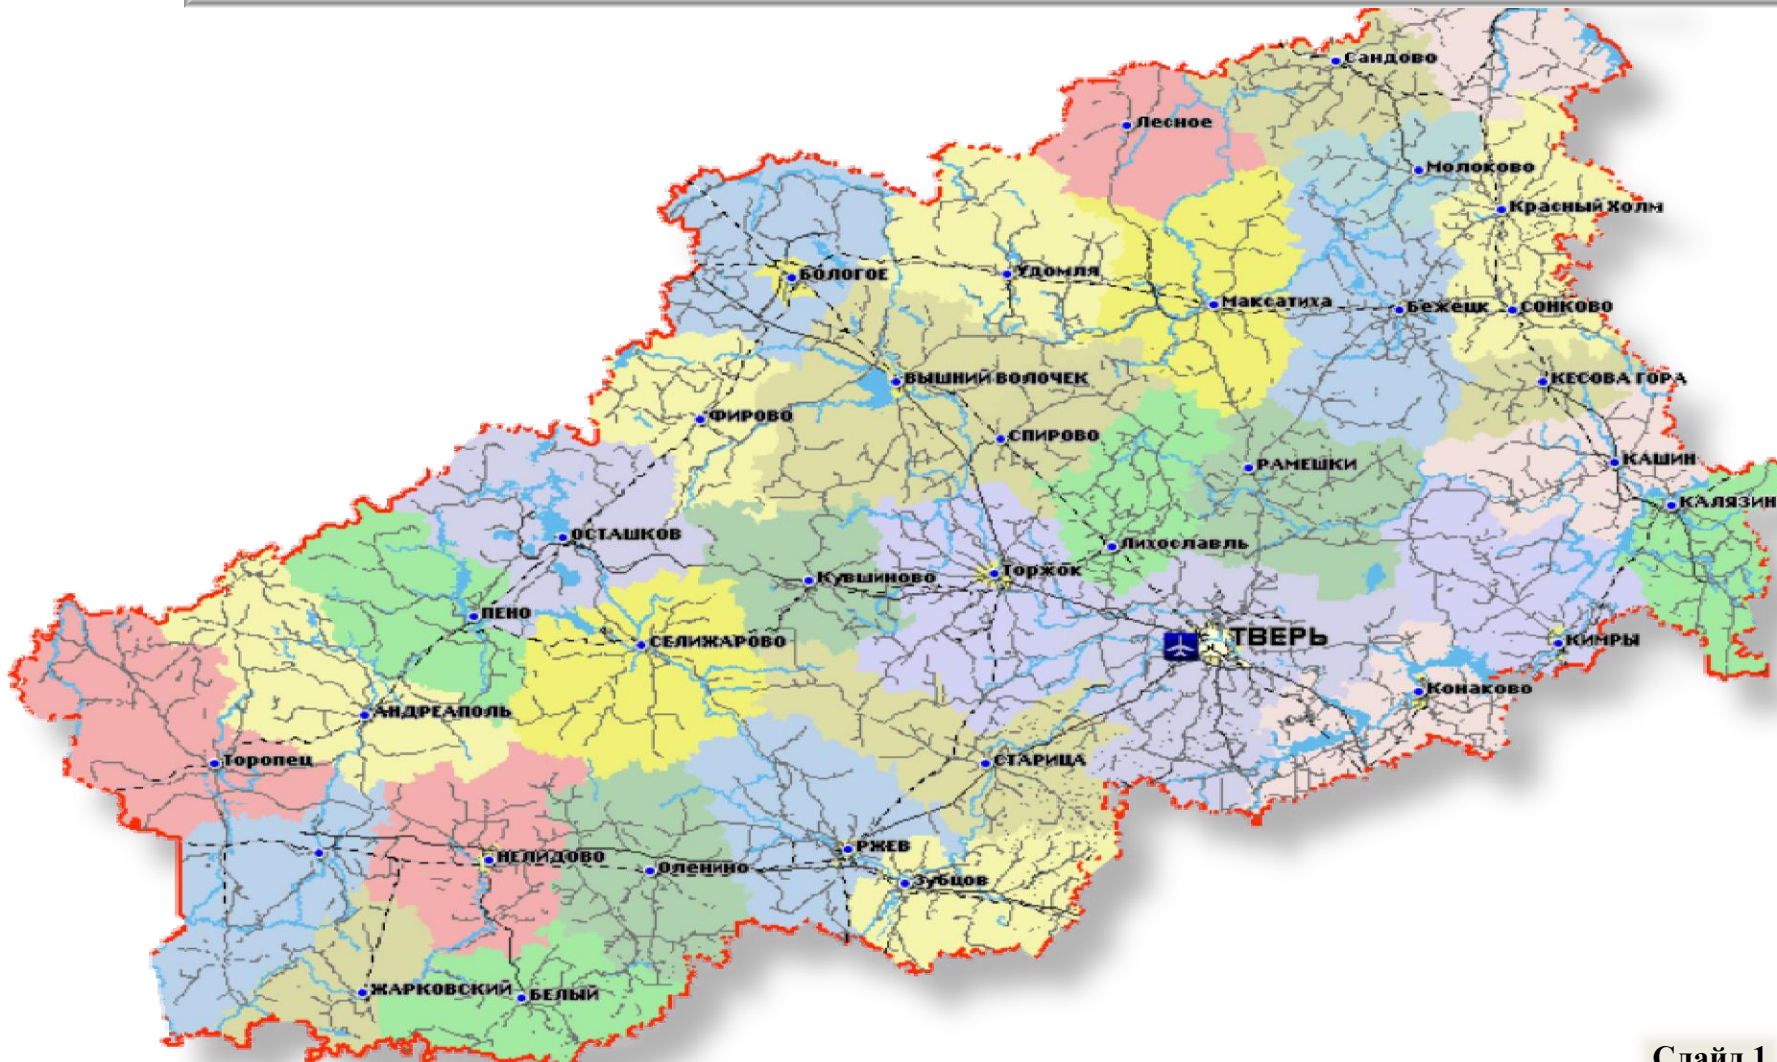 Сандово
Лесное
Молоково
Красный Холм
БОЛОГОЕ
Удомля
Максатиха
Бежецк
СОНКОВО
ВЫШНИЙ ВОЛОЧЕК
КЕСОВА ГОРА
ФИРОВО
СПИРОВО
РАМЕШКИ
КАШИН
КАЛЯЗИН
ОСТАШКОВ
Лихославль
Кувшиново
Торжок
ПЕНО
СЕЛИЖАРОВО
ТВЕРЬ
КИМРЫ
Конаково
АНДРЕАПОЛЬ
Торопец
СТАРИЦА
НЕЛИДОВО
РЖЕВ
Оленино
Зубцов
ЖАРКОВСКИЙ
БЕЛЫЙ
Слайд 1